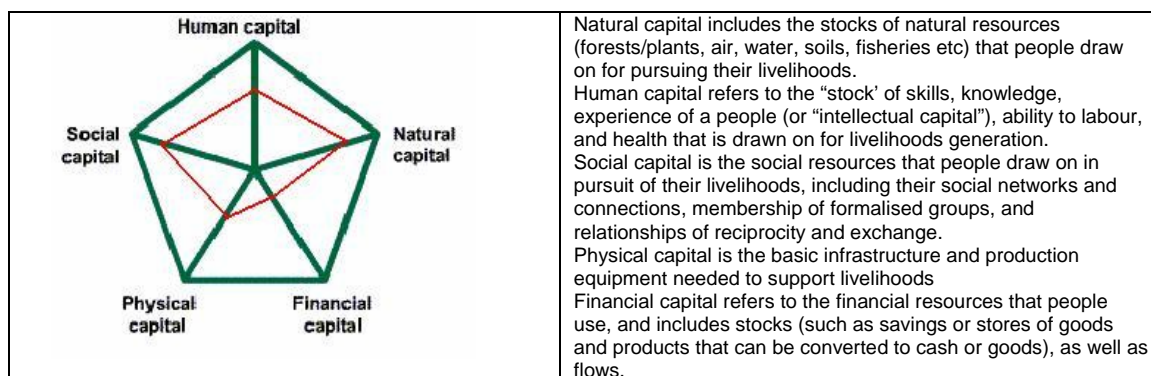 Human capital
Social
capital
Natural
capital
Physical
capital
Financial
capital
Natural capital includes the stocks of natural resources
(forests/plants, air, water, soils, fisheries etc) that people draw
on for pursuing their livelihoods.
Human capital refers to the “stock’ of skills, knowledge,
experience of a people (or “intellectual capital”), ability to labour,
and health that is drawn on for livelihoods generation.
Social capital is the social resources that people draw on in
pursuit of their livelihoods, including their social networks and
connections, membership of formalised groups, and
relationships of reciprocity and exchange.
Physical capital is the basic infrastructure and production
equipment needed to support livelihoods
Financial capital refers to the financial resources that people
use, and includes stocks (such as savings or stores of goods
and products that can be converted to cash or goods), as well as
flows.